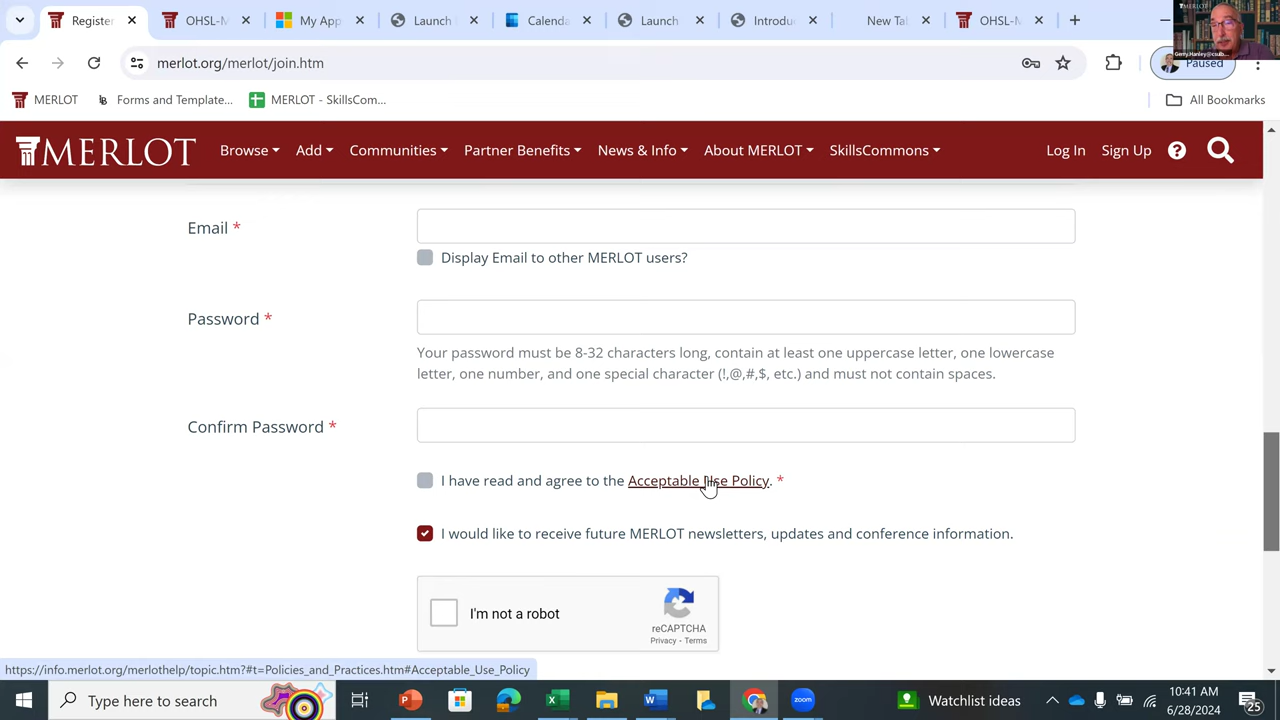 Registe
OHSL-M
My App
Launch
Calenda
Launch
Introdu
New Ta
OHSL-M
merlot.org/merlot/join.htm
Paused
MERLOT
Gerry.Hanley@csulb...
MERLOT
Forms and Template...
MERLOT - SkillsCom...
All Bookmarks
MERLOT
Browse
Add
Communities
Partner Benefits
News & Info
About MERLOT
SkillsCommons
Log In
Sign Up
?
Email *
Display Email to other MERLOT users?
Password *
Your password must be 8-32 characters long, contain at least one uppercase letter, one lowercase
letter, one number, and one special character (!,@,#,$, etc.) and must not contain spaces.
Confirm Password *
I have read and agree to the Acceptable Use Policy. *
I would like to receive future MERLOT newsletters, updates and conference information.
I'm not a robot
reCAPTCHA
Privacy - Terms
https://info.merlot.org/merlothelp/topic.htm?#t=Policies_and_Practices.htm#Acceptable_Use_Policy
Type here to search
zoom
Watchlist ideas
10:41 AM
6/28/2024
25